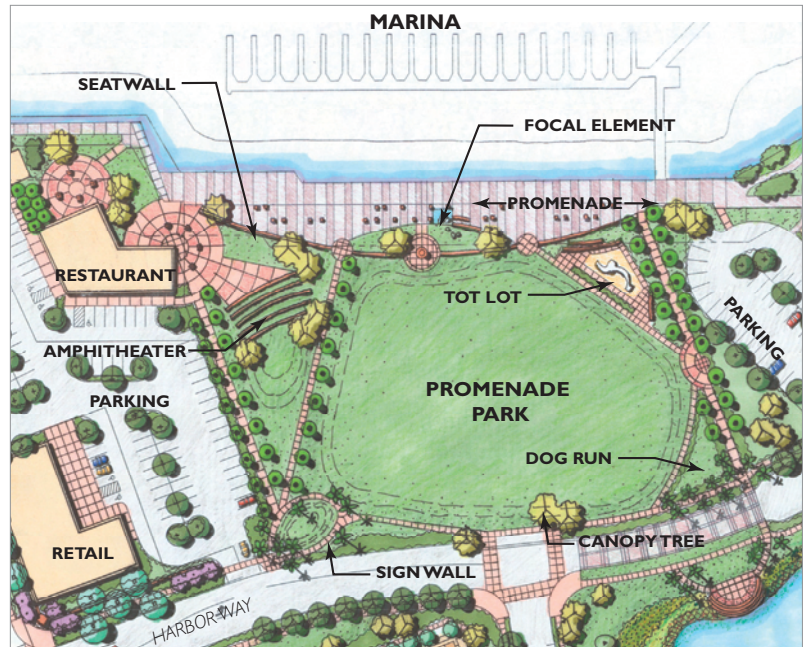 MARINA
SEATWALL
FOCAL ELEMENT
PROMENADE
RESTAURANT
TOT LOT
PARKING
AMPHITHEATER
PARKING
PROMENADE
PARK
DOG RUN
RETAIL
CANOPY TREE
SIGN WALL
HARBOR WAY